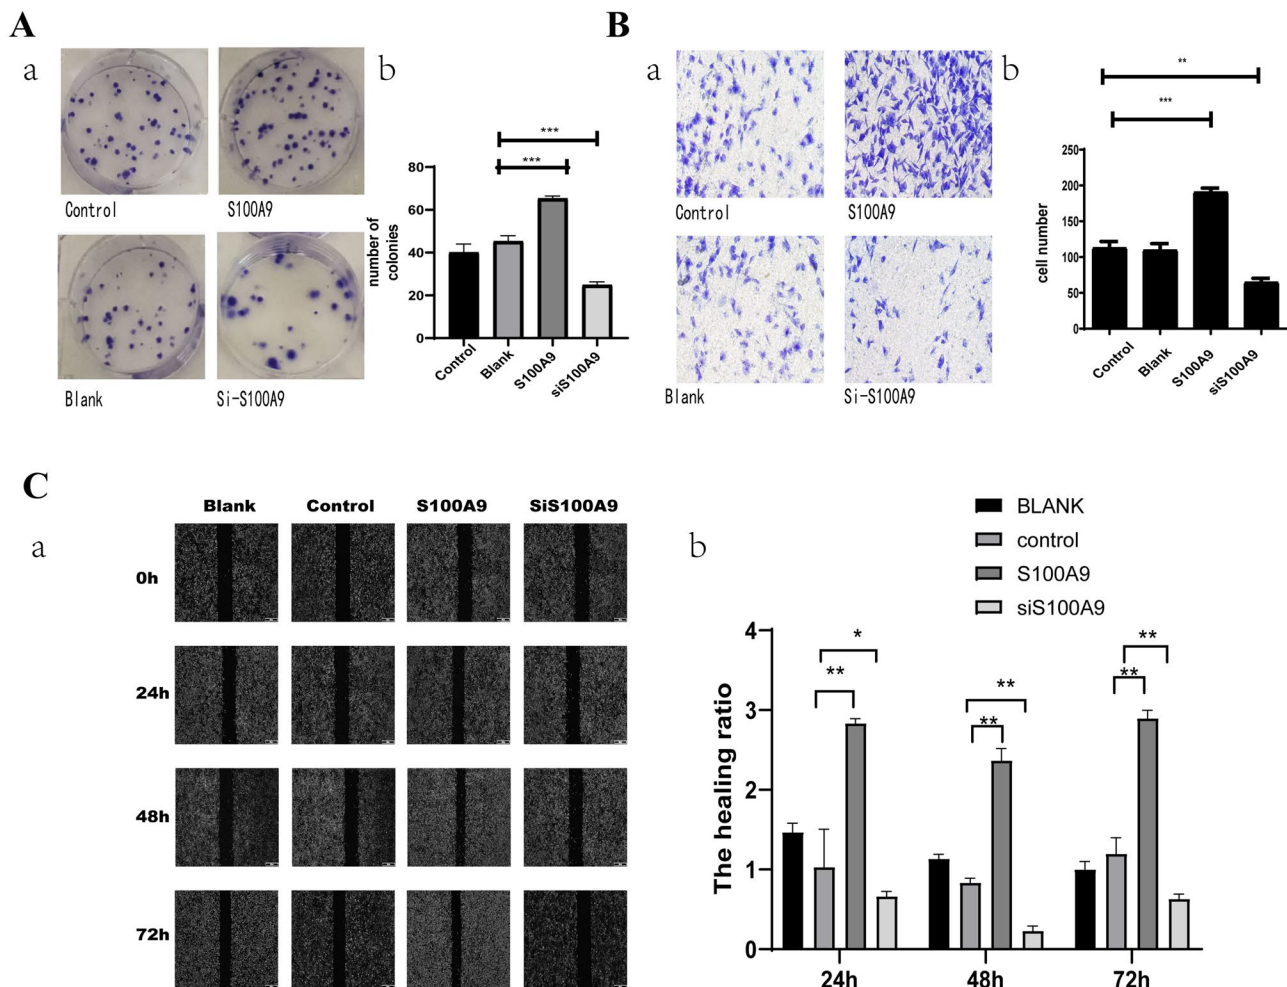 A
a
Control
S100A9
Blank
Si-S100A9
b
***
***
number of
colonies
80
60
40
20
0
Control
Blank
S100A9
siS100A9
B
a
Control
S100A9
Blank
Si-S100A9
b
**
***
cell number
250
200
150
100
50
0
Control
Blank
S100A9
siS100A9
C
a
Blank Control S100A9 SiS100A9
0h
24h
48h
72h
b
BLANK
control
S100A9
siS100A9
The healing ratio
4
3
2
1
0
* **
** **
** **
24h 48h 72h